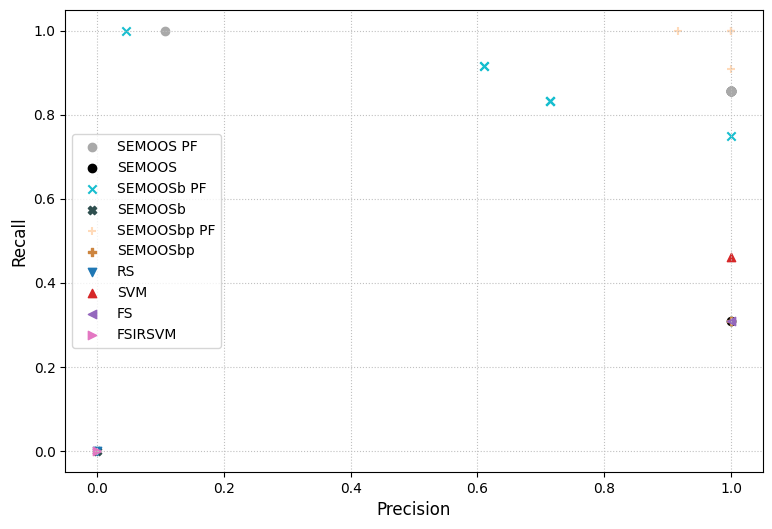 1.0
0.8
0.6
0.4
0.2
0.0
Recall
SEMOOS PF
SEMOOS
SEMOOSb PF
SEMOOSb
SEMOOSbp PF
SEMOOSbp
RS
SVM
FS
FSIRSVM
0.0 0.2 0.4 0.6 0.8 1.0
Precision